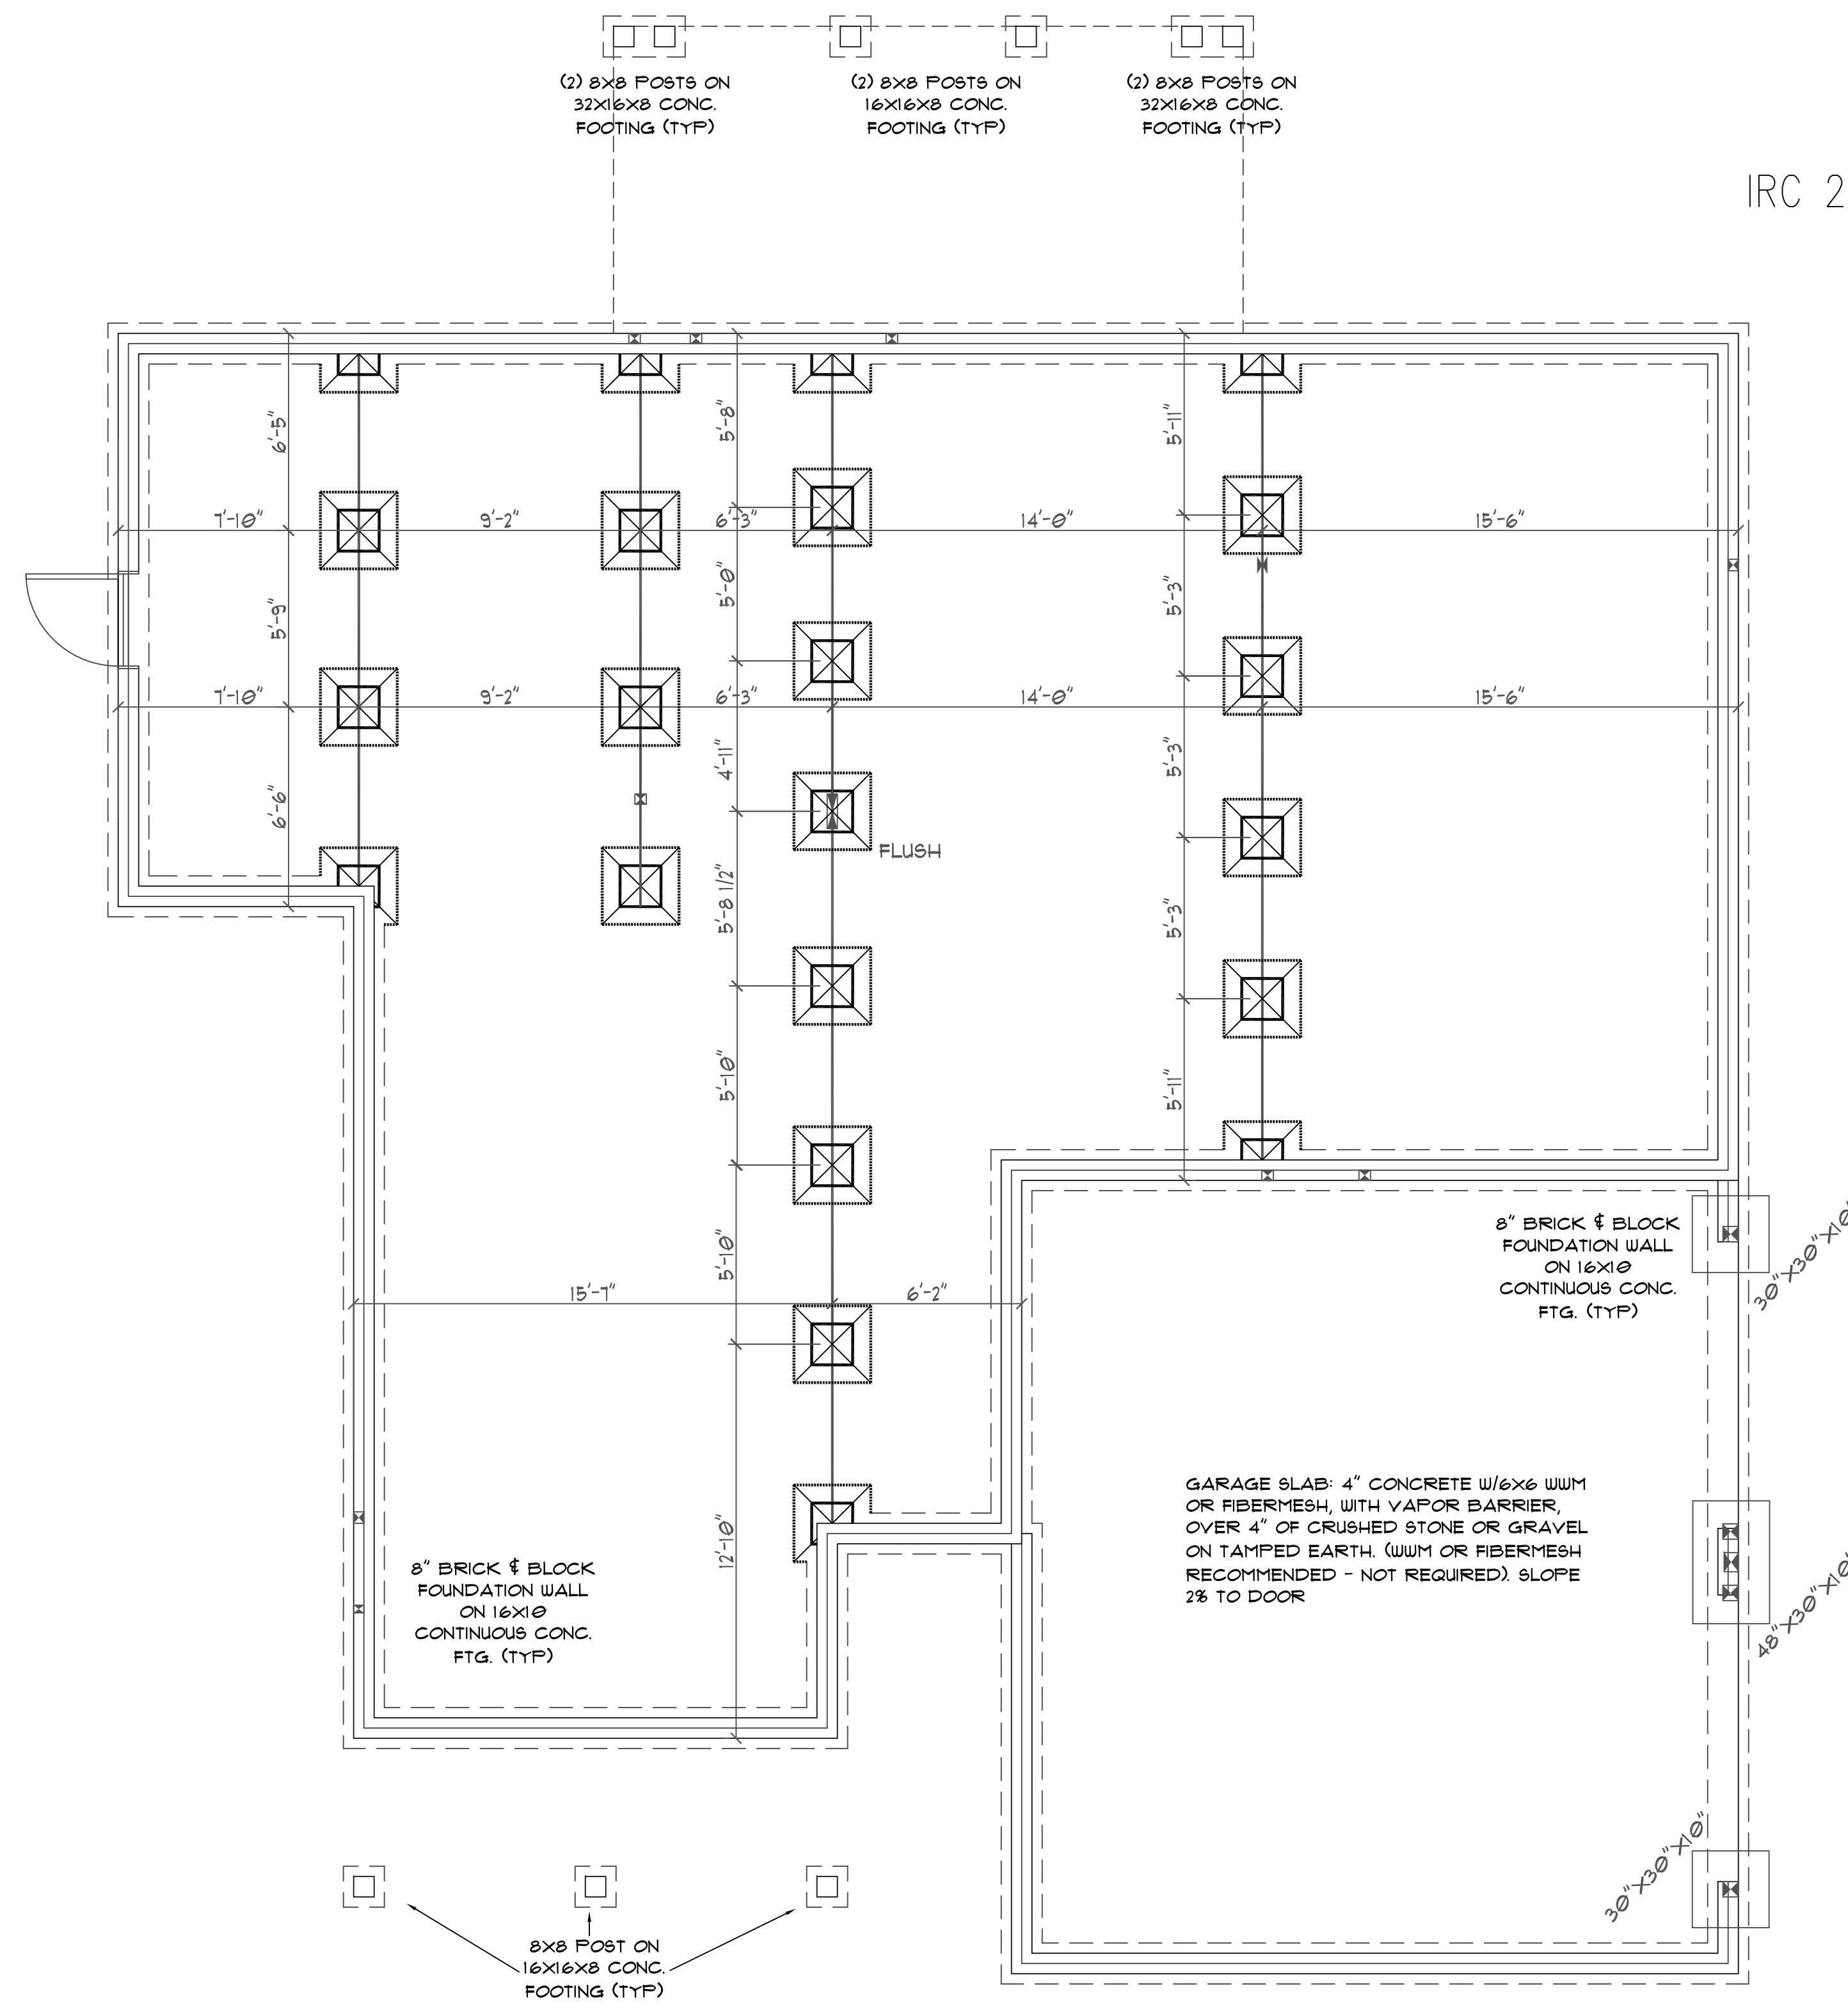 (2) 8X8 POSTS ON
32X16X8 CONC.
FOOTING (TYP)
(2) 8X8 POSTS ON
16X16X8 CONC.
FOOTING (TYP)
(2) 8X8 POSTS ON
32X16X8 CONC.
FOOTING (TYP)
IRC 2
6'-5"
5'-8"
5'-11"
7'-10"
9'-2"
6'-3"
14'-0"
15'-6"
5'-9"
5'-0"
5'-3"
7'-10"
9'-2"
6'-3"
14'-0"
15'-6"
6'-6"
4'-11"
5'-3"
FLUSH
5'-8 1/2"
5'-3"
5'-10"
5'-11"
5'-10"
15'-7"
6'-2"
8" BRICK & BLOCK
FOUNDATION WALL
ON 16X10
CONTINUOUS CONC.
FTG. (TYP)
30"X30"X10"
GARAGE SLAB: 4" CONCRETE W/6X6 WWM
OR FIBERMESH, WITH VAPOR BARRIER,
OVER 4" OF CRUSHED STONE OR GRAVEL
ON TAMPED EARTH. (WWM OR FIBERMESH
RECOMMENDED - NOT REQUIRED). SLOPE
2% TO DOOR
12'-10"
48"X30"X10"
8" BRICK & BLOCK
FOUNDATION WALL
ON 16X10
CONTINUOUS CONC.
FTG. (TYP)
30"X30"X10"
8X8 POST ON
16X16X8 CONC.
FOOTING (TYP)